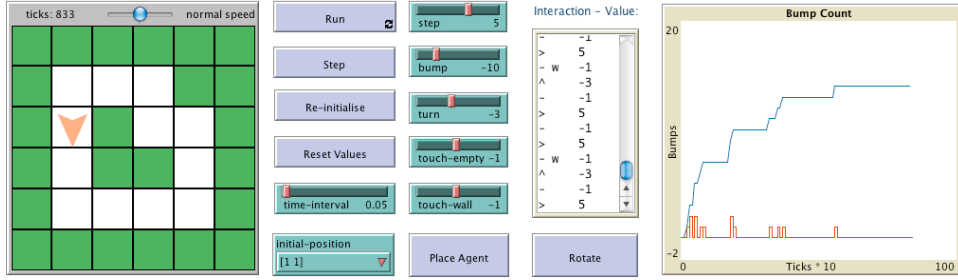 ticks: 833
normal speed
Run
Step
Re-initialise
Reset Values
time-interval 0.05
initial-position
[1 1]
step 5
bump -10
turn -3
touch-empty -1
touch-wall -1
Place Agent
Interaction - Value:
- -1
> 5
- w -1
^ -3
- -1
> 5
- -1
> 5
- w -1
^ -3
- -1
> 5
Rotate
Bump Count
20
Bumps
-2
0
Ticks * 10
100